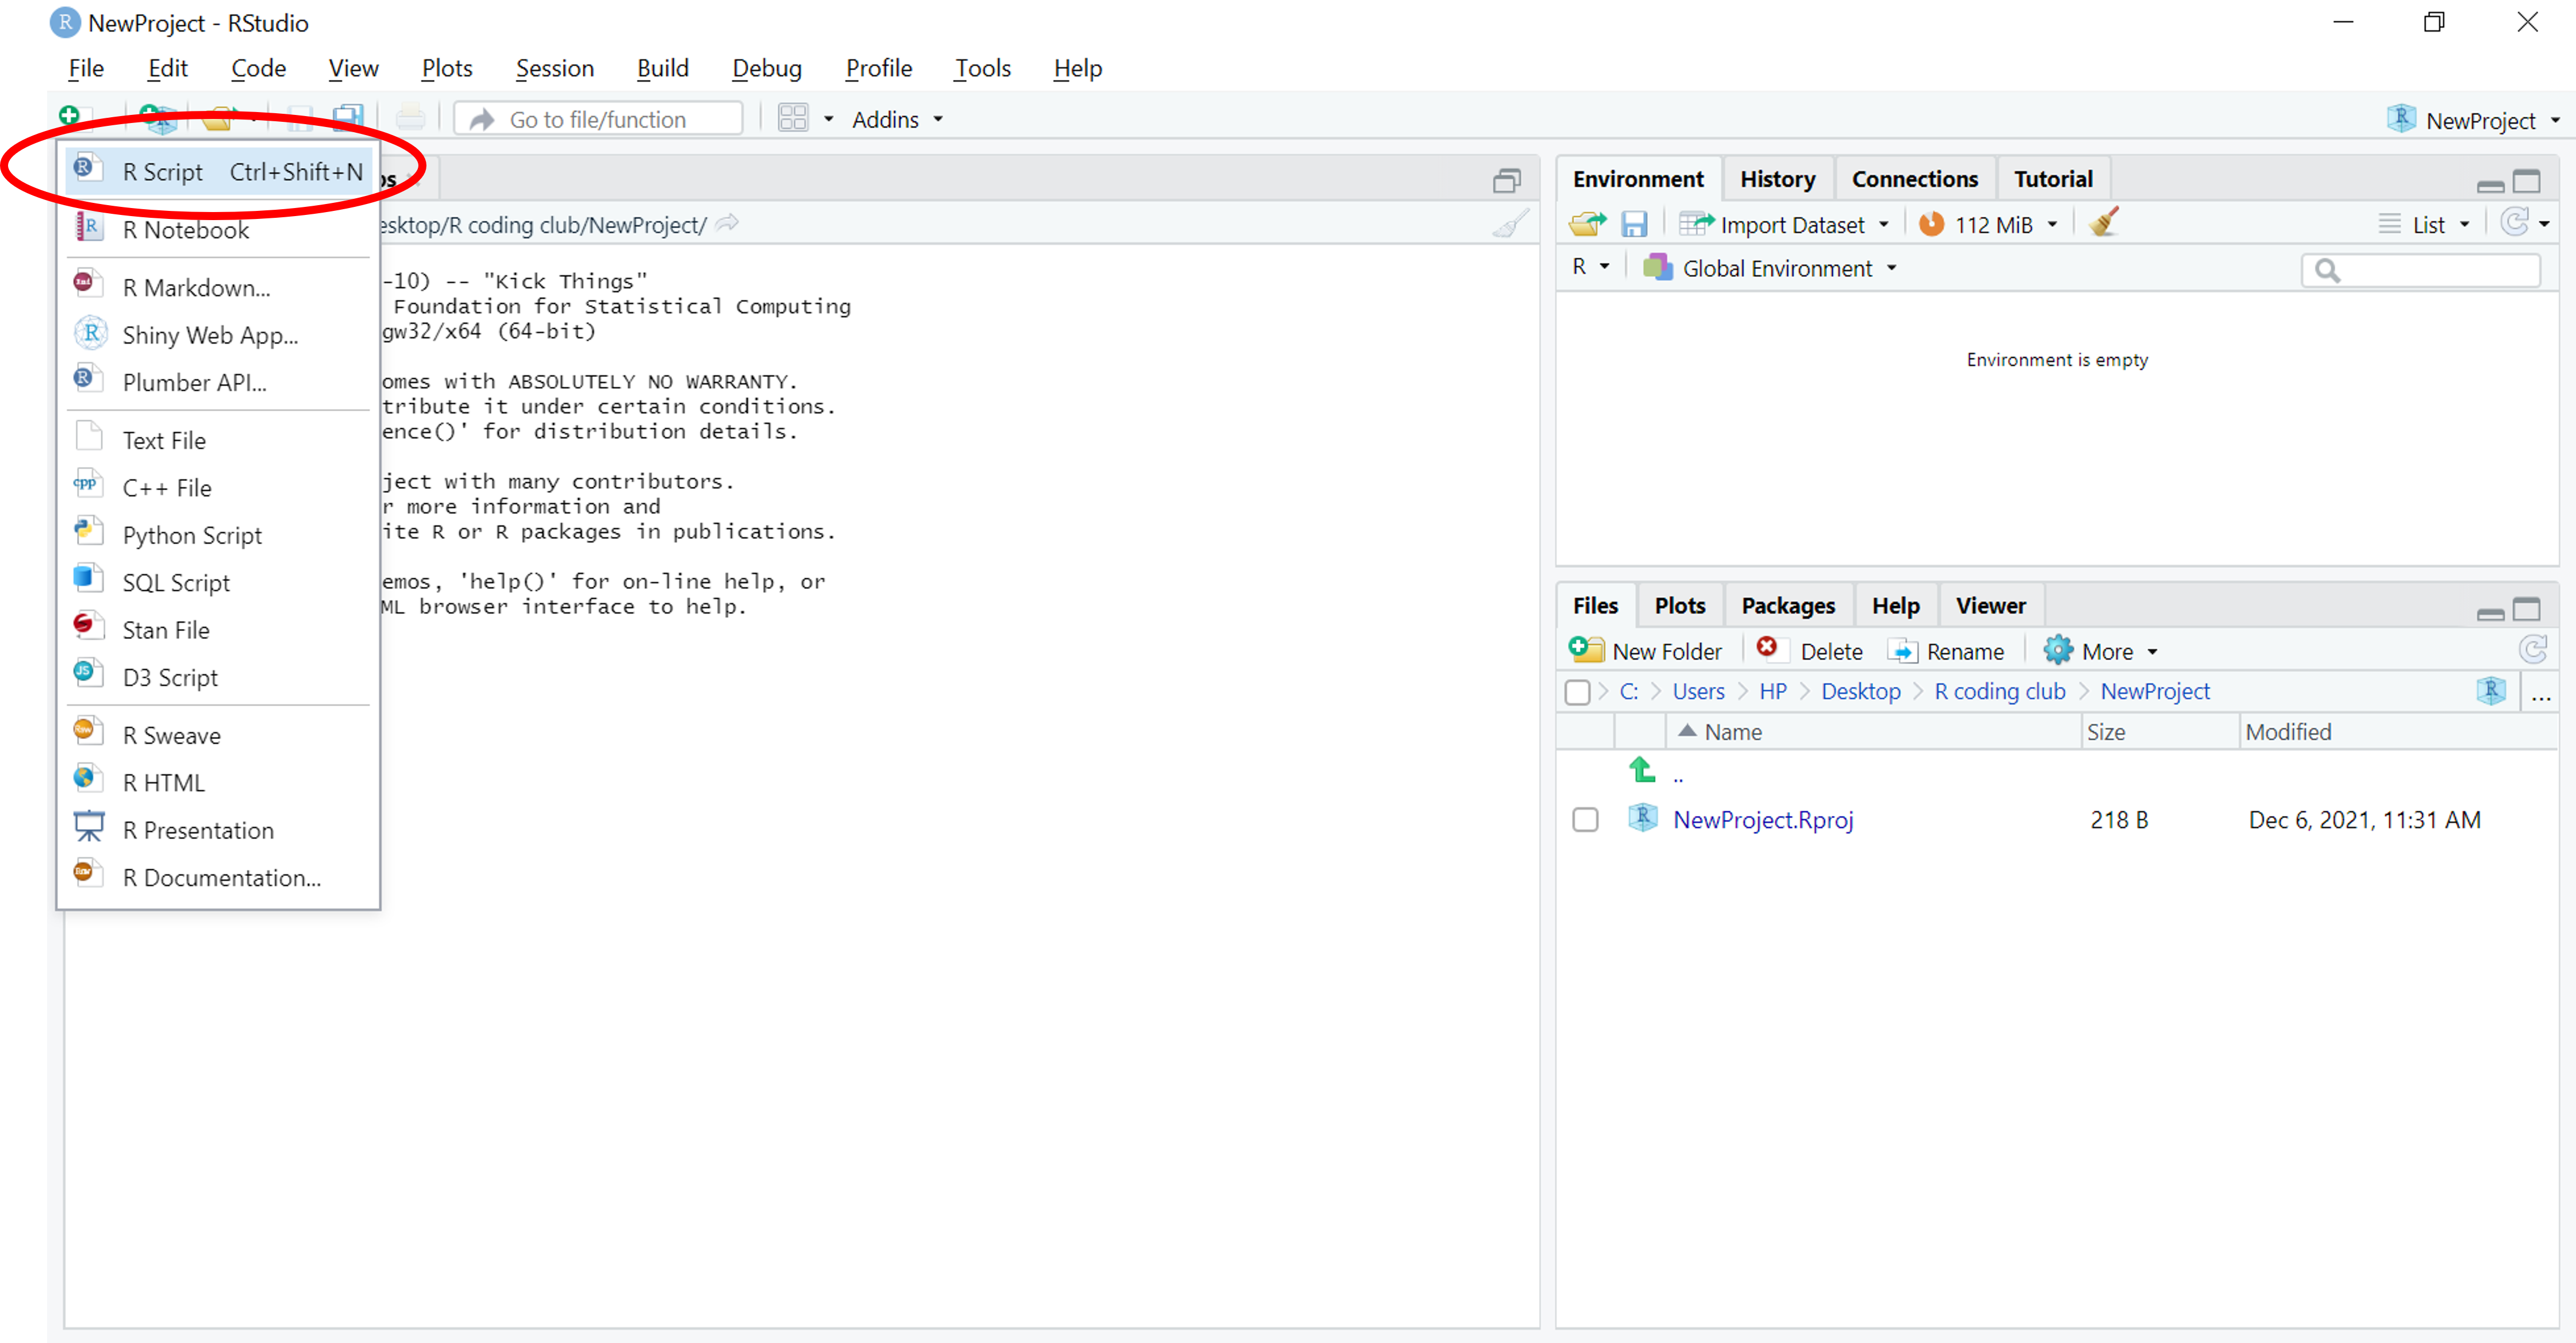 NewProject - RStudio
File Edit Code View Plots Session Build Debug Profile Tools Help
Go to file/function Addins NewProject
R Script Ctrl+Shift+N
R Notebook
R Markdown...
Shiny Web App...
Plumber API...
Text File
C++ File
Python Script
SQL Script
Stan File
D3 Script
R Sweave
R HTML
R Presentation
R Documentation...
esktop/R coding club/NewProject/
-10) -- "Kick Things"
Foundation for Statistical Computing
gw32/x64 (64-bit)
omes with ABSOLUTELY NO WARRANTY.
tribute it under certain conditions.
ence()' for distribution details.
ject with many contributors.
r more information and
ite R or R packages in publications.
emos, 'help()' for on-line help, or
ML browser interface to help.
Environment History Connections Tutorial
Import Dataset 112 MiB List
R Global Environment
Environment is empty
Files Plots Packages Help Viewer
New Folder Delete Rename More
C: Users HP Desktop R coding club NewProject ...
Name Size Modified
..
NewProject.Rproj 218 B Dec 6, 2021, 11:31 AM